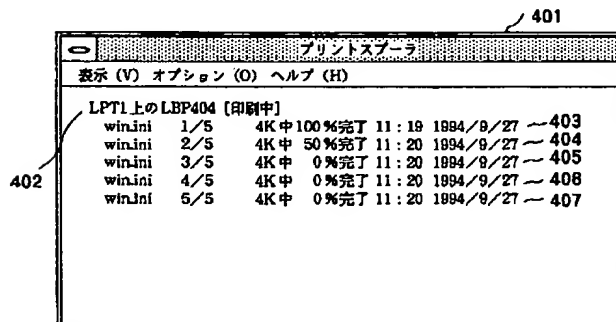 401
プリントスプーラ
表示 (V) オプション (O) ヘルプ (H)
LPT1上のLBP404 [印刷中]
win.ini 1/5 4K中100%完了 11:19 1994/9/27 403
win.ini 2/5 4K中 50%完了 11:20 1994/9/27 404
win.ini 3/5 4K中 0%完了 11:20 1994/9/27 405
win.ini 4/5 4K中 0%完了 11:20 1994/9/27 406
win.ini 5/5 4K中 0%完了 11:20 1994/9/27 407
402